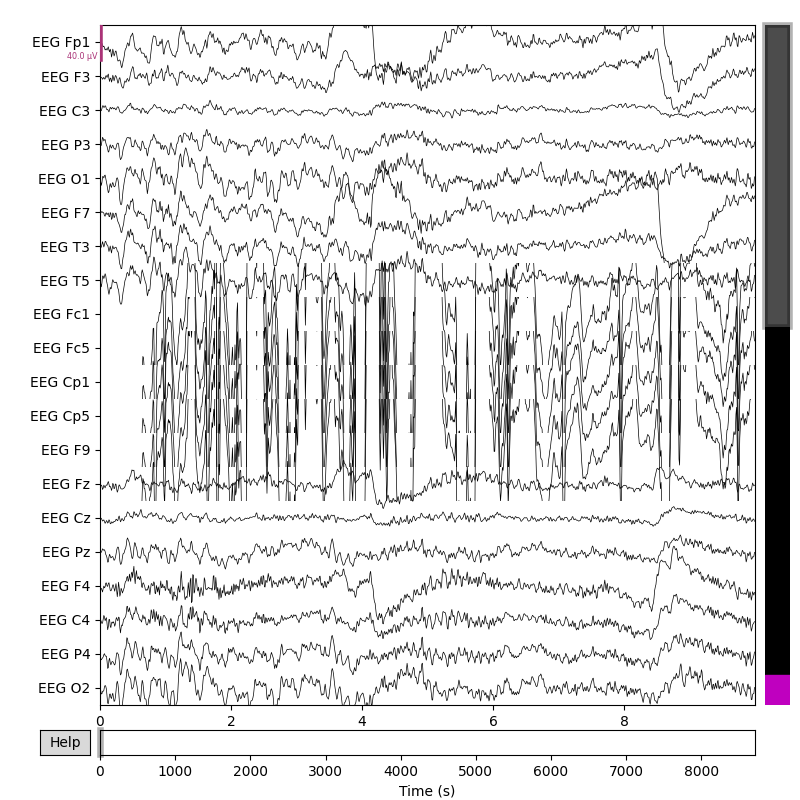 EEG Fp1
40.0 µV
EEG F3
EEG C3
EEG P3
EEG O1
EEG F7
EEG T3
EEG T5
EEG Fc1
EEG Fc5
EEG Cp1
EEG Cp5
EEG F9
EEG Fz
EEG Cz
EEG Pz
EEG F4
EEG C4
EEG P4
EEG O2
0 2 4 6 8
Help
0 1000 2000 3000 4000 5000 6000 7000 8000
Time (s)